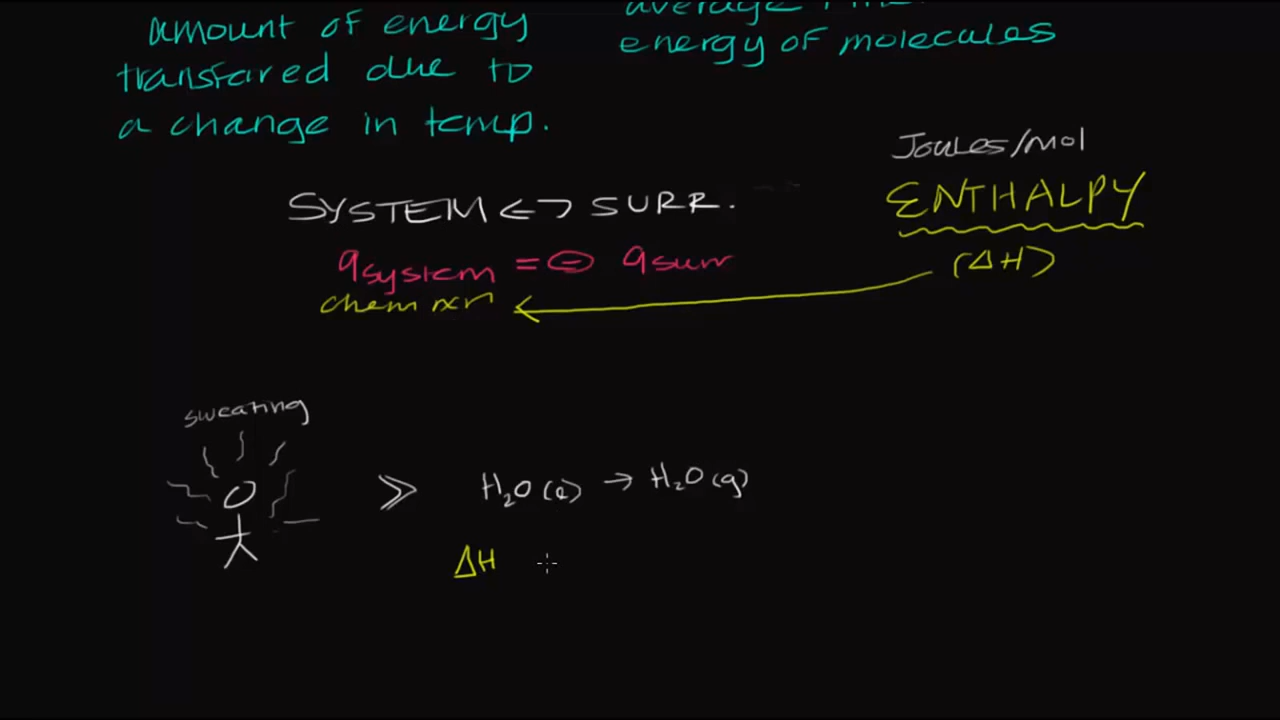 amount of energy
transfared due to
a change in temp.
energy of molecules
Joules/mol
ENTHALPY
(ΔH)
SYSTEM <-> SURR.
qsystem = ⊖ qsurr
chem rxn
sweating
H₂O(l) → H₂O(g)
ΔH